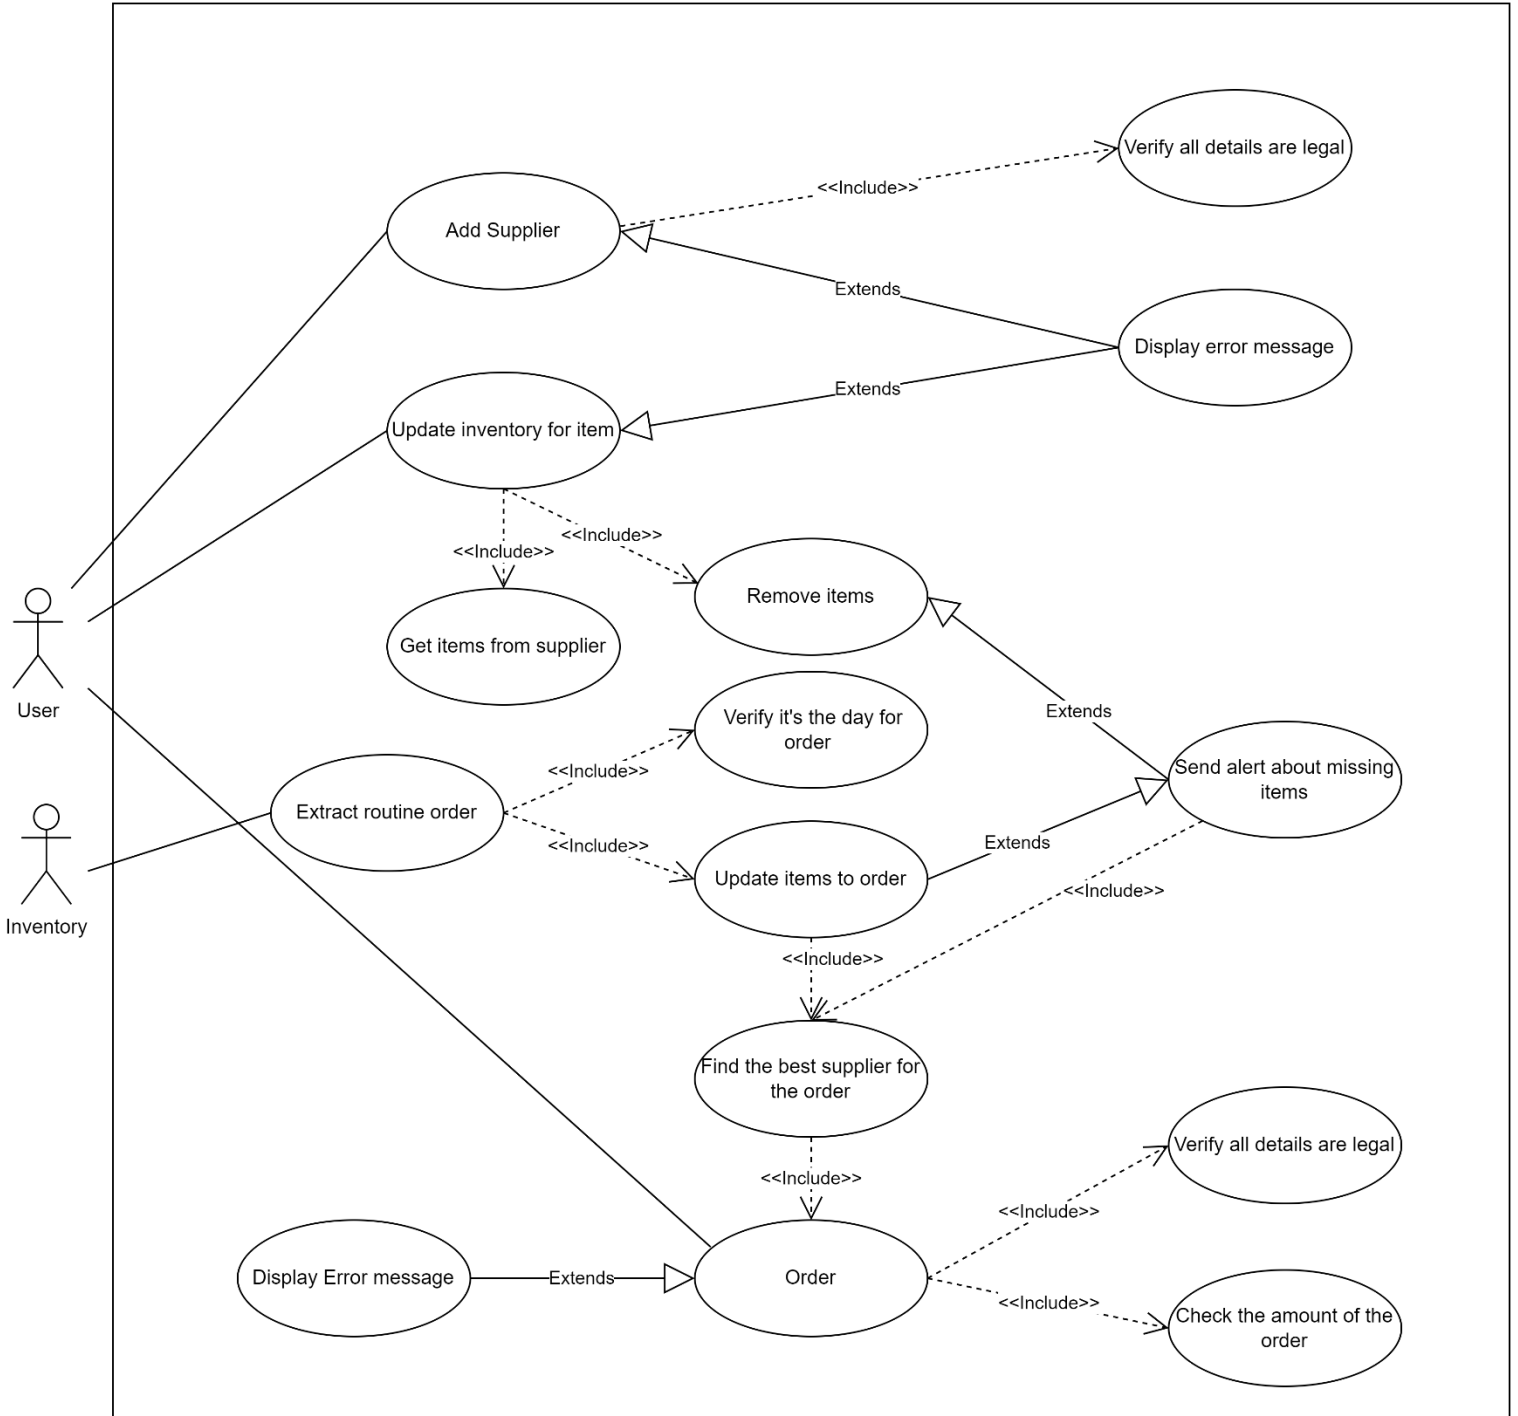 Verify all details are legal
<<Include>>
Add Supplier
Extends
Display error message
Extends
Update inventory for item
<<Include>>
<<Include>>
Remove items
Get items from supplier
User
Extends
Verify it's the day for
order
<<Include>>
Send alert about missing
items
Extract routine order
<<Include>>
Extends
Update items to order
<<Include>>
Inventory
<<Include>>
Find the best supplier for
the order
<<Include>>
Verify all details are legal
<<Include>>
Display Error message
Extends
Order
<<Include>>
Check the amount of the
order